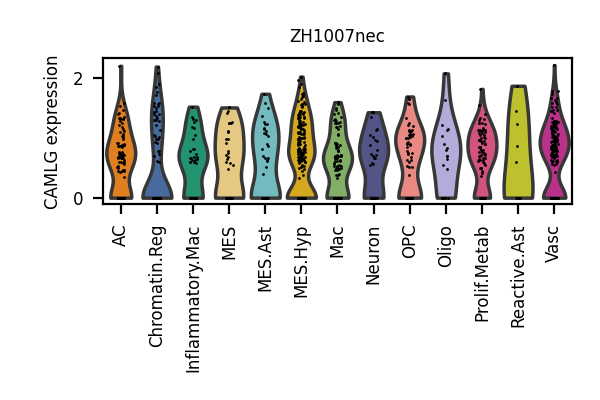 ZH1007nec
CAMLG expression
2
0
AC
Chromatin.Reg
Inflammatory.Mac
MES
MES.Ast
MES.Hyp
Mac
Neuron
OPC
Oligo
Prolif.Metab
Reactive.Ast
Vasc